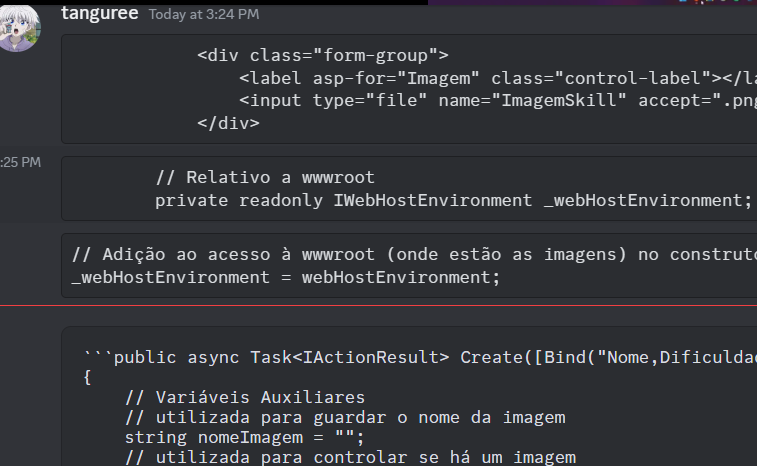 tanguree Today at 3:24 PM
<div class="form-group">
<label asp-for="Imagem" class="control-label"></la
<input type="file" name="ImagemSkill" accept=".png
</div>
:25 PM
// Relativo a wwwroot
private readonly IWebHostEnvironment _webHostEnvironment;
// Adição ao acesso à wwwroot (onde estão as imagens) no construto
_webHostEnvironment = webHostEnvironment;
```public async Task<IActionResult> Create([Bind("Nome,Dificuldad
{
// Variáveis Auxiliares
// utilizada para guardar o nome da imagem
string nomeImagem = "";
// utilizada para controlar se há um imagem